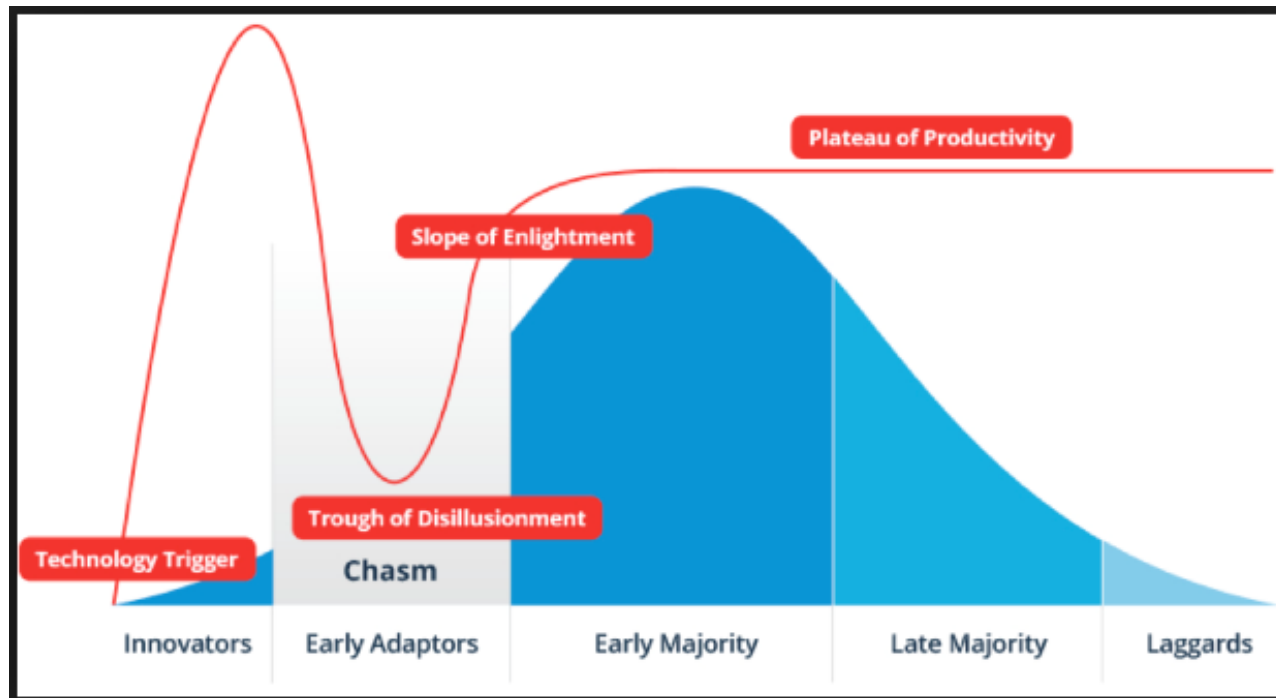 Plateau of Productivity
Slope of Enlightment
Trough of Disillusionment
Technology Trigger
Chasm
Innovators
Early Adaptors
Early Majority
Late Majority
Laggards